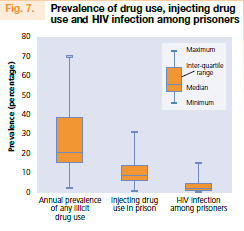 Fig. 7.
Prevalence of drug use, injecting drug
use and HIV infection among prisoners
Prevalence (percentage)
80
70
60
50
40
30
20
10
0
Maximum
Inter-quartile
range
Median
Minimum
Annual prevalence
of any illicit
drug use
Injecting drug
use in prison
HIV infection
among prisoners